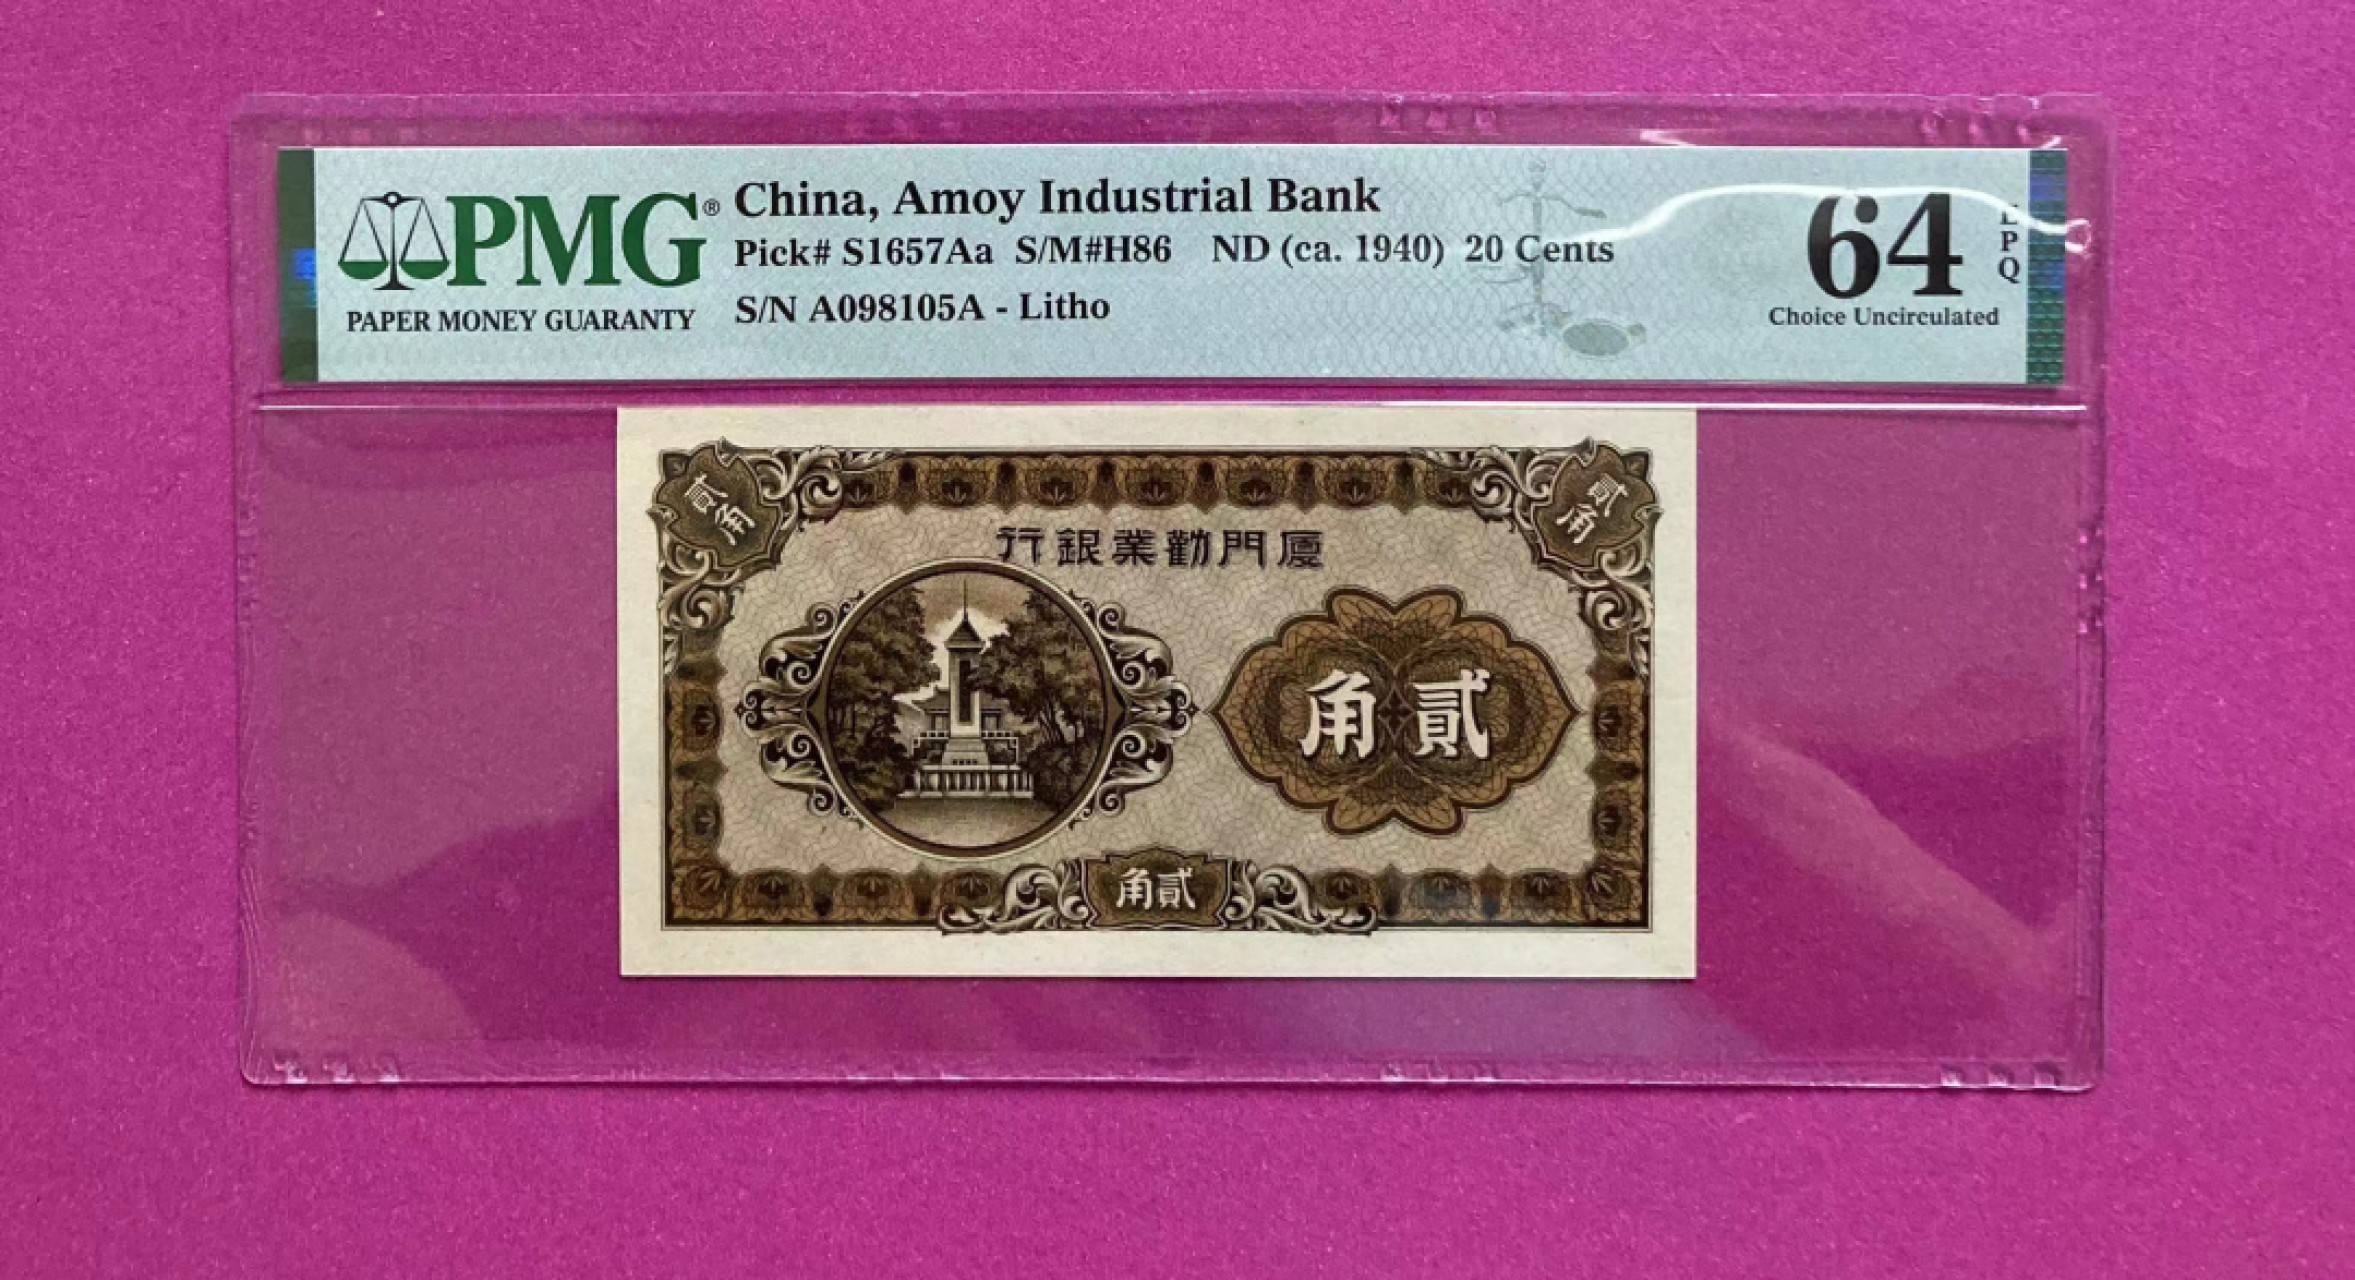 PMG®
PAPER MONEY GUARANTY
China, Amoy Industrial Bank
Pick# S1657Aa S/M#H86 ND (ca. 1940) 20 Cents
S/N A098105A - Litho
64
EPQ
Choice Uncirculated
貳角
貳角
厦門勸業銀行
貳角
貳角